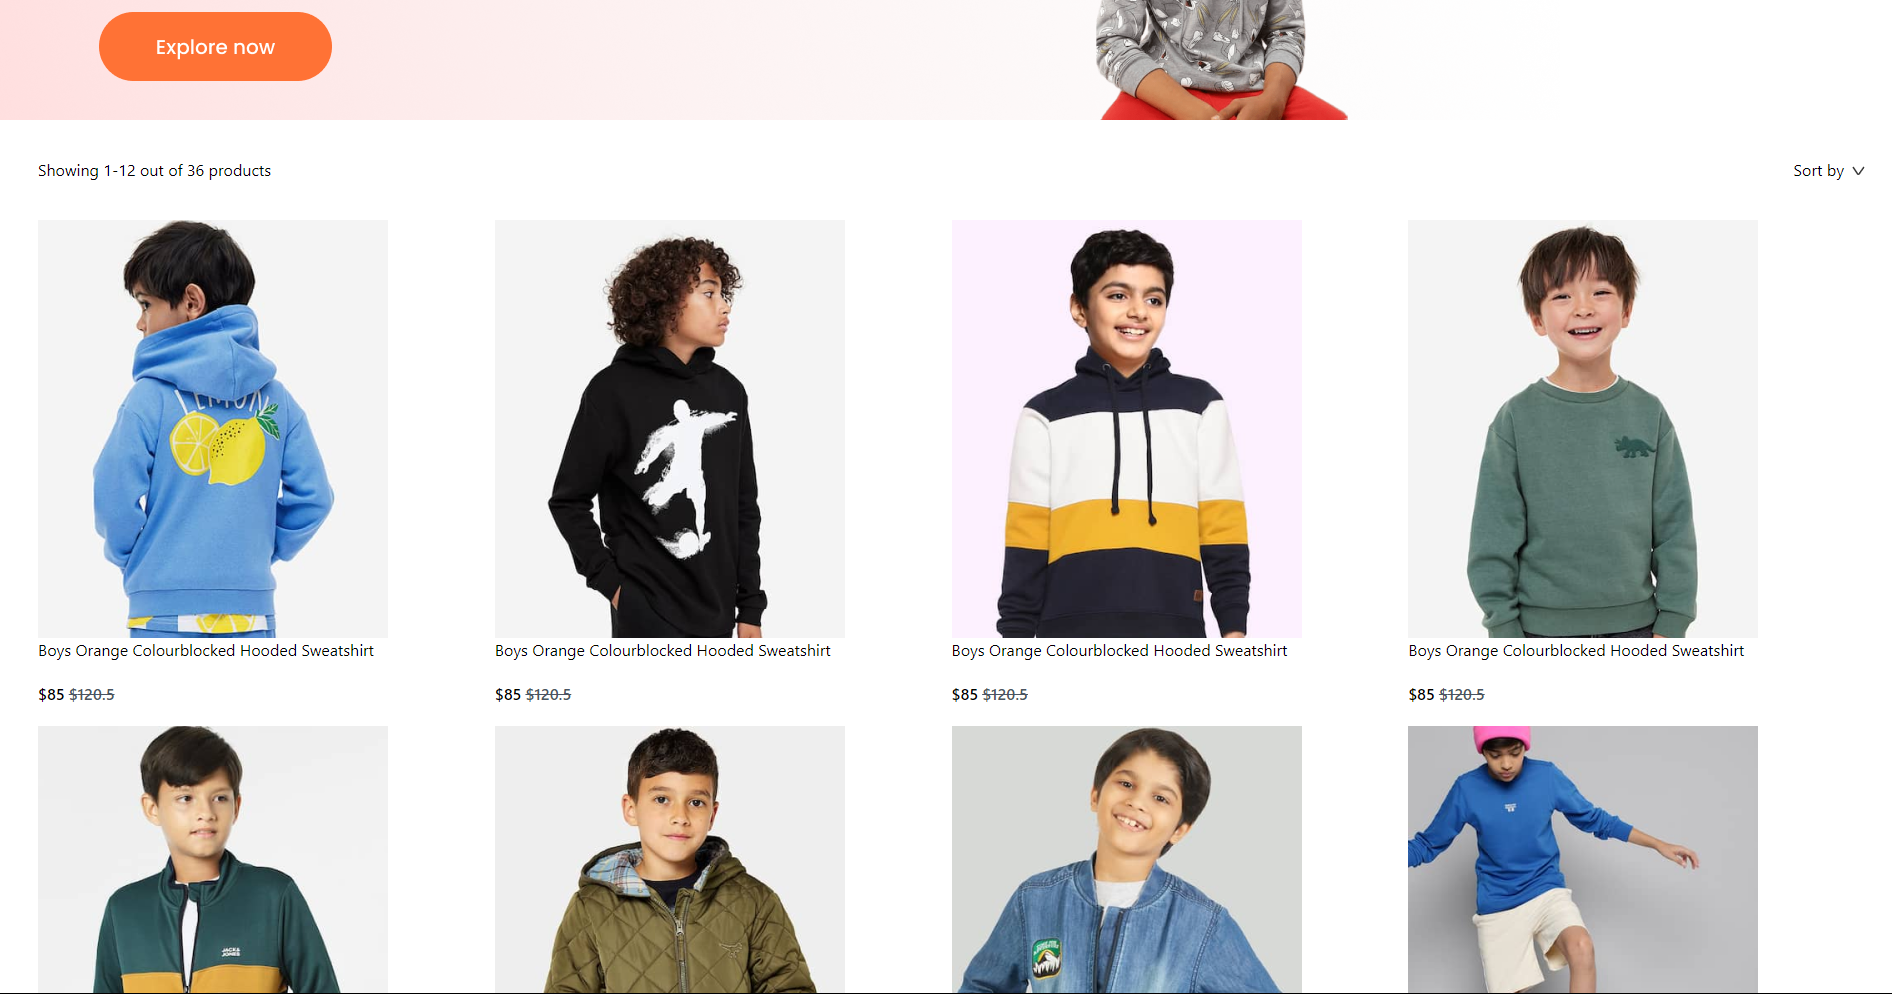 Explore now
Showing 1-12 out of 36 products
Sort by
LEMON
Boys Orange Colourblocked Hooded Sweatshirt
Boys Orange Colourblocked Hooded Sweatshirt
Boys Orange Colourblocked Hooded Sweatshirt
Boys Orange Colourblocked Hooded Sweatshirt
$85 $120.5
$85 $120.5
$85 $120.5
$85 $120.5
JACK&
JONES